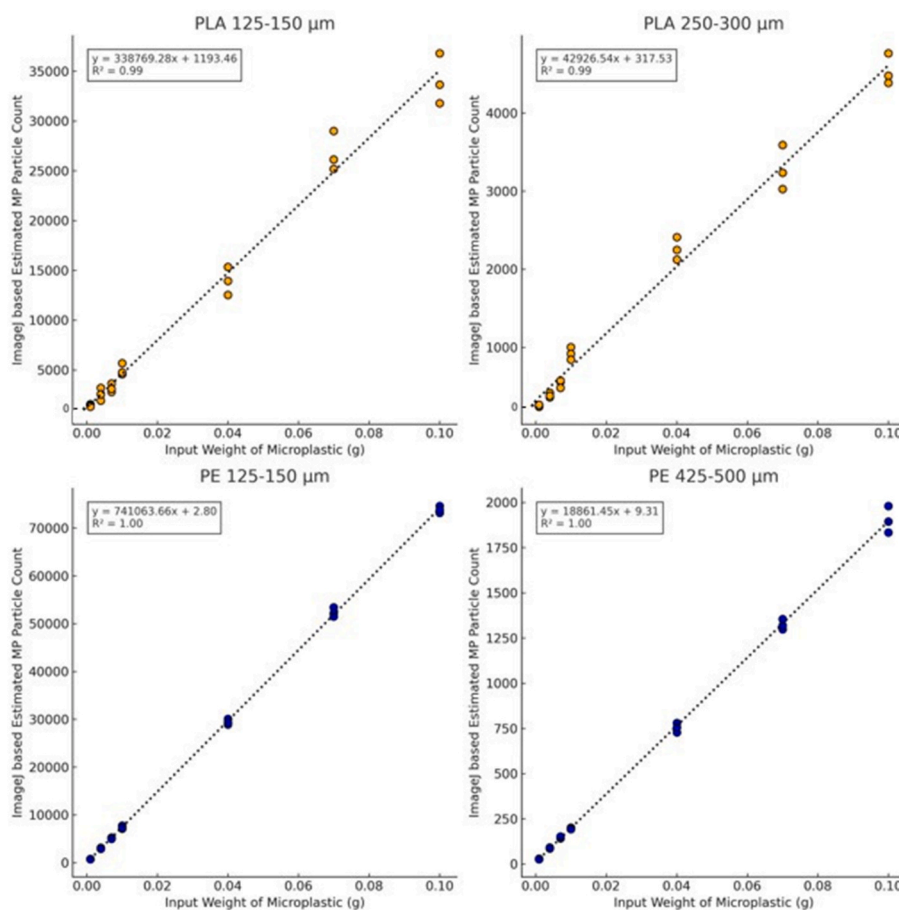 PLA 125-150 μm
y = 338769.28x + 1193.46
R² = 0.99
ImageJ based Estimated MP Particle Count
35000
30000
25000
20000
15000
10000
5000
0
0.00 0.02 0.04 0.06 0.08 0.10
Input Weight of Microplastic (g)
PLA 250-300 μm
y = 42926.54x + 317.53
R² = 0.99
ImageJ based Estimated MP Particle Count
4000
3000
2000
1000
0
0.00 0.02 0.04 0.06 0.08 0.10
Input Weight of Microplastic (g)
PE 125-150 μm
y = 741063.66x + 2.80
R² = 1.00
ImageJ based Estimated MP Particle Count
70000
60000
50000
40000
30000
20000
10000
0
0.00 0.02 0.04 0.06 0.08 0.10
Input Weight of Microplastic (g)
PE 425-500 μm
y = 18861.45x + 9.31
R² = 1.00
ImageJ based Estimated MP Particle Count
2000
1750
1500
1250
1000
750
500
250
0
0.00 0.02 0.04 0.06 0.08 0.10
Input Weight of Microplastic (g)